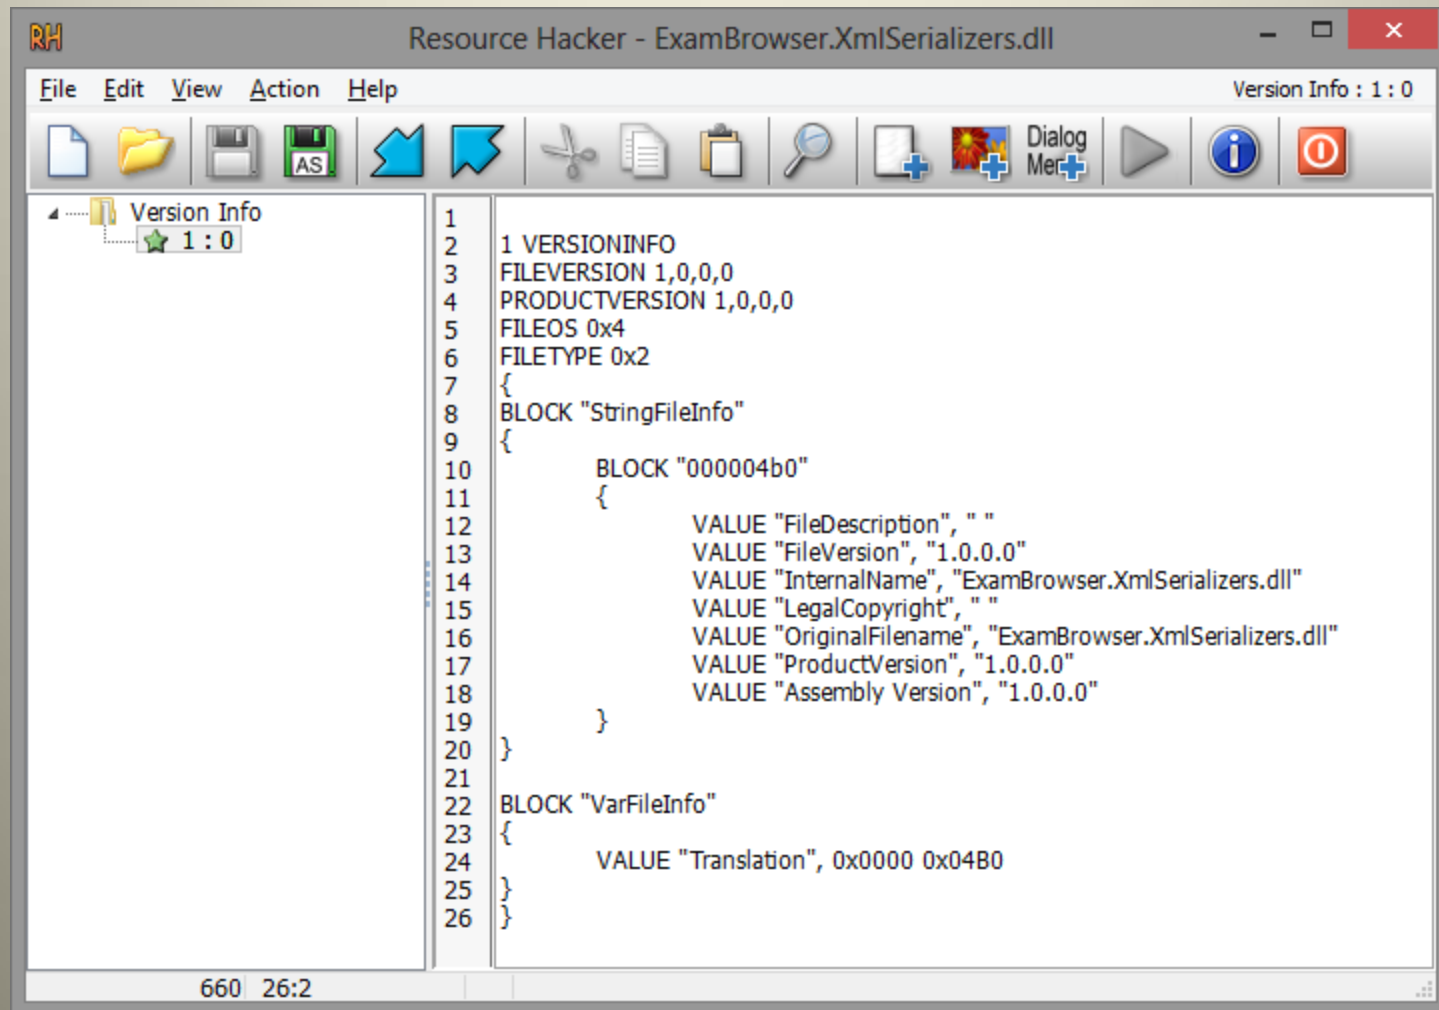 RH
Resource Hacker - ExamBrowser.XmlSerializers.dll
File Edit View Action Help
Version Info : 1 : 0
AS
Dialog
Men
Version Info
1 : 0
1
2 1 VERSIONINFO
3 FILEVERSION 1,0,0,0
4 PRODUCTVERSION 1,0,0,0
5 FILEOS 0x4
6 FILETYPE 0x2
7 {
8 BLOCK "StringFileInfo"
9 {
10 BLOCK "000004b0"
11 {
12 VALUE "FileDescription", " "
13 VALUE "FileVersion", "1.0.0.0"
14 VALUE "InternalName", "ExamBrowser.XmlSerializers.dll"
15 VALUE "LegalCopyright", " "
16 VALUE "OriginalFilename", "ExamBrowser.XmlSerializers.dll"
17 VALUE "ProductVersion", "1.0.0.0"
18 VALUE "Assembly Version", "1.0.0.0"
19 }
20 }
21
22 BLOCK "VarFileInfo"
23 {
24 VALUE "Translation", 0x0000 0x04B0
25 }
26 }
660 26:2